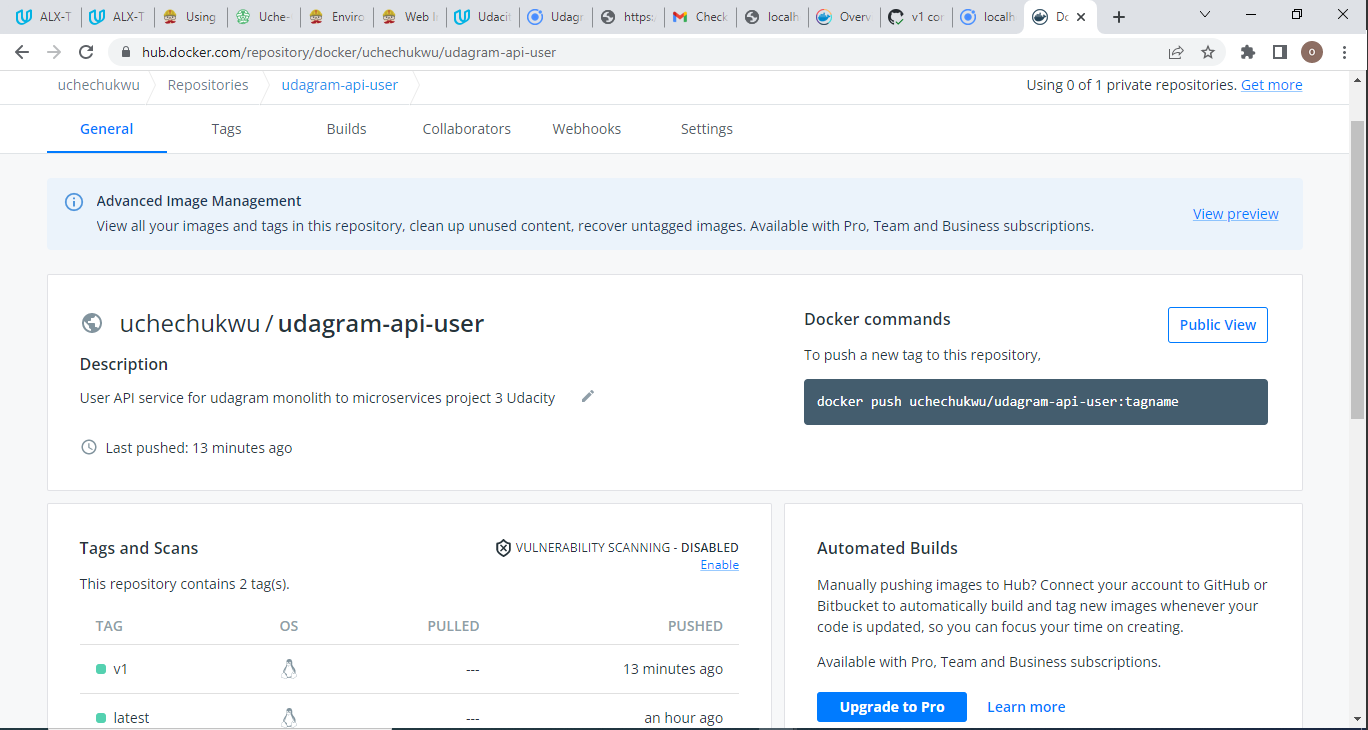 ALX-T
ALX-T
Using
Uche-
Enviro
Web I
Udacit
Udagr
https:
Check
localh
Overv
v1 cor
localh
Do
hub.docker.com/repository/docker/uchechukwu/udagram-api-user
o
uchechukwu Repositories udagram-api-user
Using 0 of 1 private repositories. Get more
General Tags Builds Collaborators Webhooks Settings
Advanced Image Management
View all your images and tags in this repository, clean up unused content, recover untagged images. Available with Pro, Team and Business subscriptions.
View preview
uchechukwu / udagram-api-user
Description
User API service for udagram monolith to microservices project 3 Udacity
Last pushed: 13 minutes ago
Docker commands
Public View
To push a new tag to this repository,
docker push uchechukwu/udagram-api-user:tagname
Tags and Scans
VULNERABILITY SCANNING - DISABLED
Enable
This repository contains 2 tag(s).
TAG OS PULLED PUSHED
v1 --- 13 minutes ago
latest --- an hour ago
Automated Builds
Manually pushing images to Hub? Connect your account to GitHub or
Bitbucket to automatically build and tag new images whenever your
code is updated, so you can focus your time on creating.
Available with Pro, Team and Business subscriptions.
Upgrade to Pro Learn more